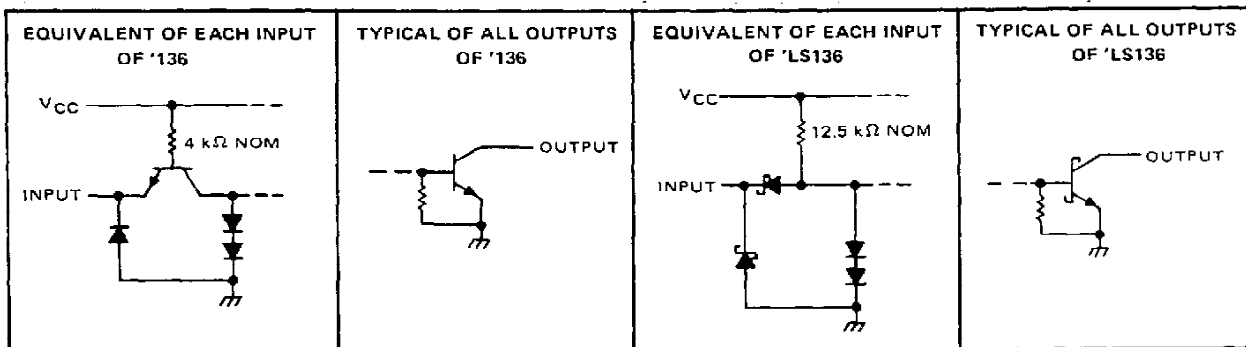 EQUIVALENT OF EACH INPUT
OF '136
VCC
4 kΩ NOM
INPUT
TYPICAL OF ALL OUTPUTS
OF '136
OUTPUT
EQUIVALENT OF EACH INPUT
OF 'LS136
VCC
12.5 kΩ NOM
INPUT
TYPICAL OF ALL OUTPUTS
OF 'LS136
OUTPUT